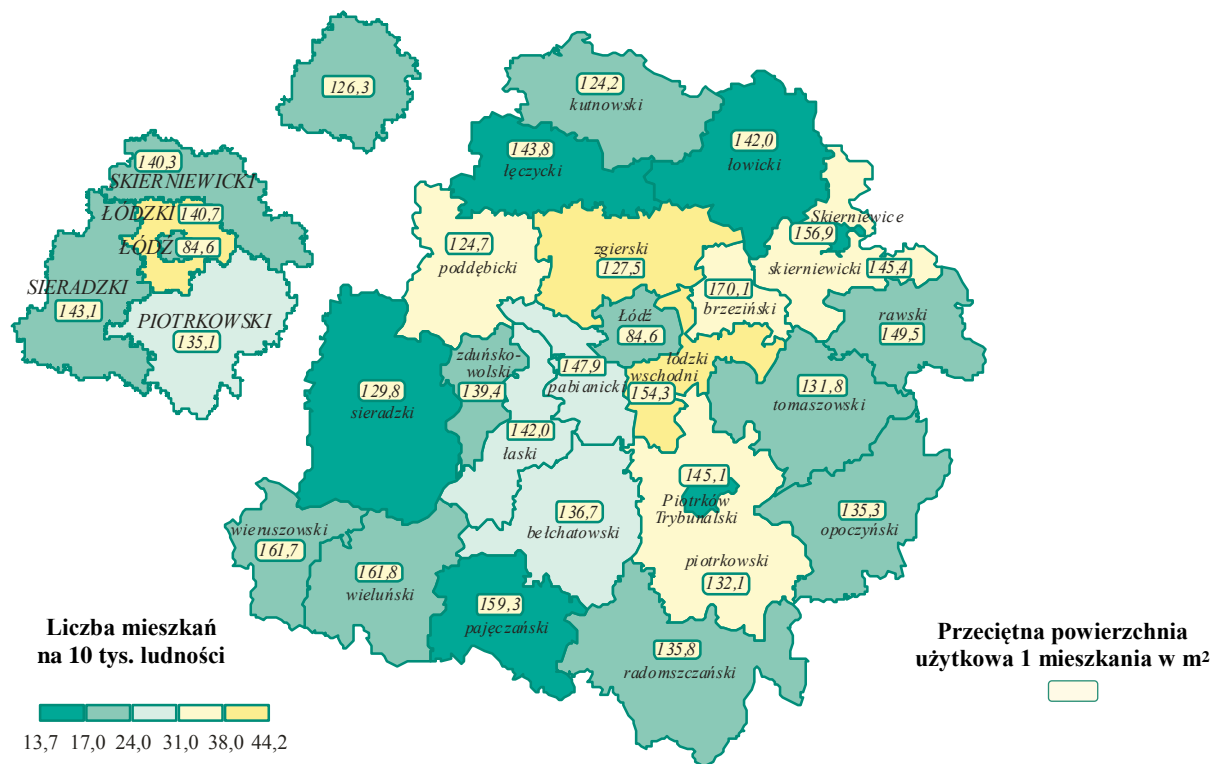 126,3
140,3
SKIERNIEWICKI
ŁÓDZKI 140,7
ŁÓDŹ 84,6
SIERADZKI
143,1
PIOTRKOWSKI
135,1
124,2
kutnowski
143,8
łęczycki
142,0
łowicki
Skierniewice
156,9
skierniewicki 145,4
124,7
poddębicki
zgierski
127,5
170,1
brzeziński
rawski
149,5
Łódź
84,6
łódzki
wschodni
154,3
zduńsko-
wolski
139,4
147,9
pabianicki
131,8
tomaszowski
129,8
sieradzki
142,0
łaski
145,1
Piotrków
Trybunalski
136,7
bełchatowski
135,3
opoczyński
wieruszowski
161,7
161,8
wieluński
piotrkowski
132,1
159,3
pajęczański
135,8
radomszczański
Liczba mieszkań
na 10 tys. ludności
13,7 17,0 24,0 31,0 38,0 44,2
Przeciętna powierzchnia
użytkowa 1 mieszkania w m²